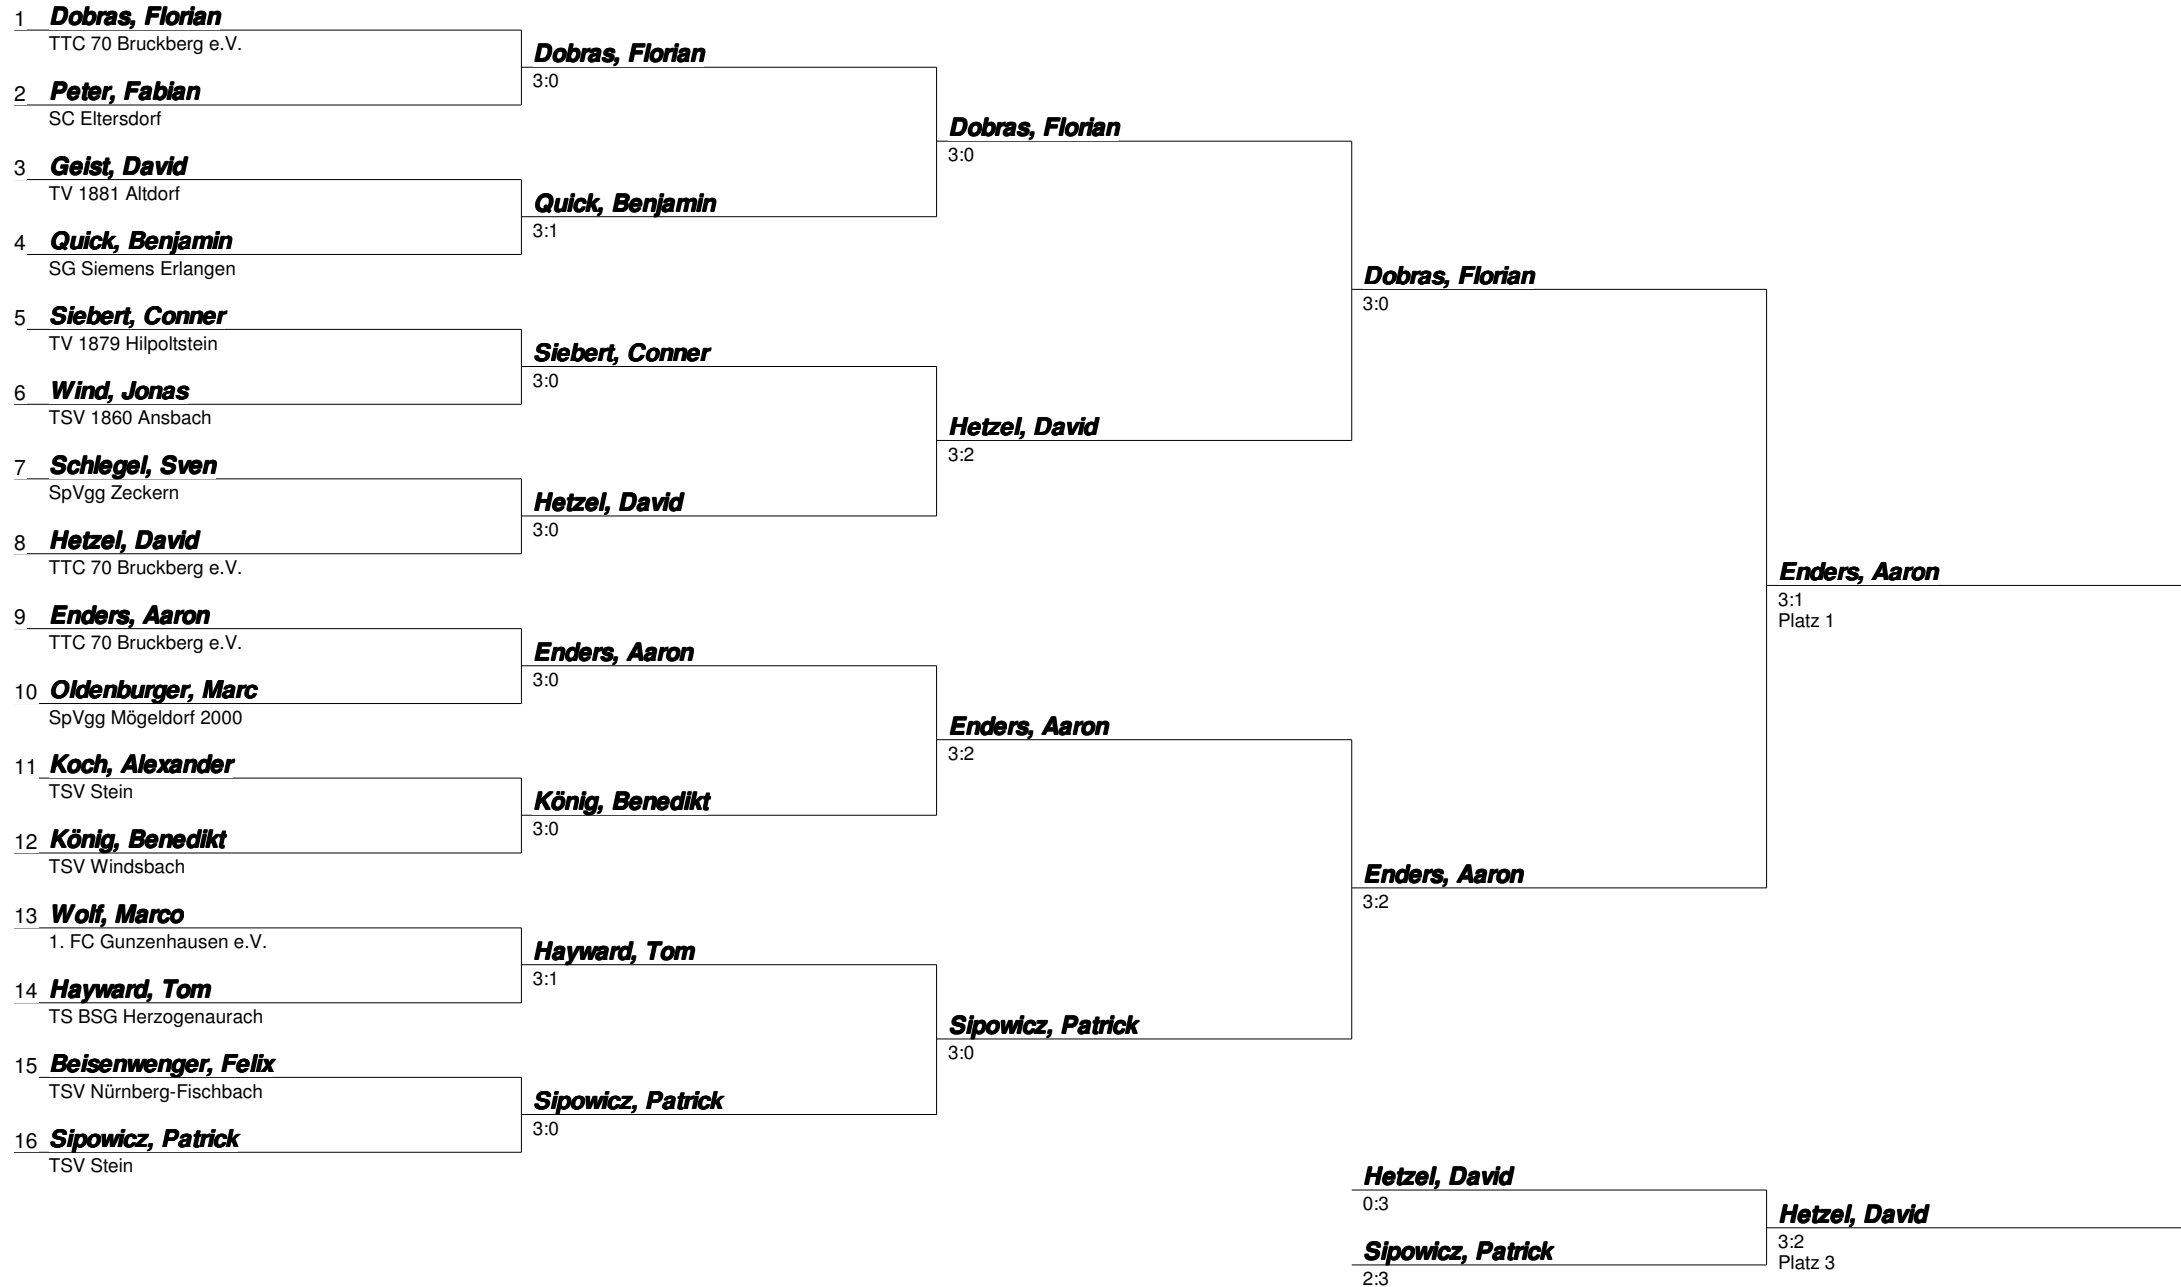 1 Dobras, Florian
TTC 70 Bruckberg e.V.
2 Peter, Fabian
SC Eltersdorf
3 Geist, David
TV 1881 Altdorf
4 Quick, Benjamin
SG Siemens Erlangen
5 Siebert, Conner
TV 1879 Hilpoltstein
6 Wind, Jonas
TSV 1860 Ansbach
7 Schlegel, Sven
SpVgg Zeckern
8 Hetzel, David
TTC 70 Bruckberg e.V.
9 Enders, Aaron
TTC 70 Bruckberg e.V.
10 Oldenburger, Marc
SpVgg Mögeldorf 2000
11 Koch, Alexander
TSV Stein
12 König, Benedikt
TSV Windsbach
13 Wolf, Marco
1. FC Gunzenhausen e.V.
14 Hayward, Tom
TS BSG Herzogenaurach
15 Beisenwenger, Felix
TSV Nürnberg-Fischbach
16 Sipowicz, Patrick
TSV Stein
Dobras, Florian
3:0
Quick, Benjamin
3:1
Siebert, Conner
3:0
Hetzel, David
3:0
Enders, Aaron
3:0
König, Benedikt
3:0
Hayward, Tom
3:1
Sipowicz, Patrick
3:0
Dobras, Florian
3:0
Hetzel, David
3:2
Enders, Aaron
3:2
Sipowicz, Patrick
3:0
Dobras, Florian
3:0
Enders, Aaron
3:2
Enders, Aaron
3:1
Platz 1
Hetzel, David
0:3
Sipowicz, Patrick
2:3
Hetzel, David
3:2
Platz 3